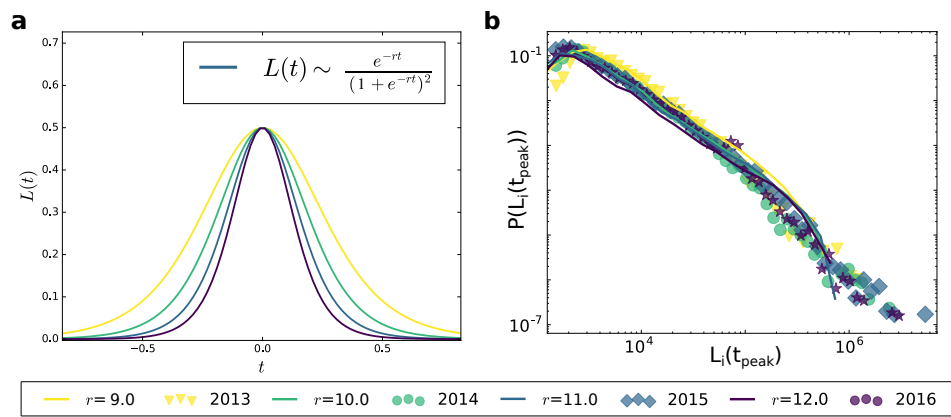 a
b
0.7
0.6
0.5
0.4
0.3
0.2
0.1
0.0
L(t)
L(t) ∼ e^{-rt} / (1 + e^{-rt})^2
−0.5
0.0
0.5
t
10^{-1}
10^{-7}
P(L_i(t_peak))
10^4
10^5
10^6
L_i(t_peak)
r= 9.0 2013 r=10.0 2014 r=11.0 2015 r=12.0 2016